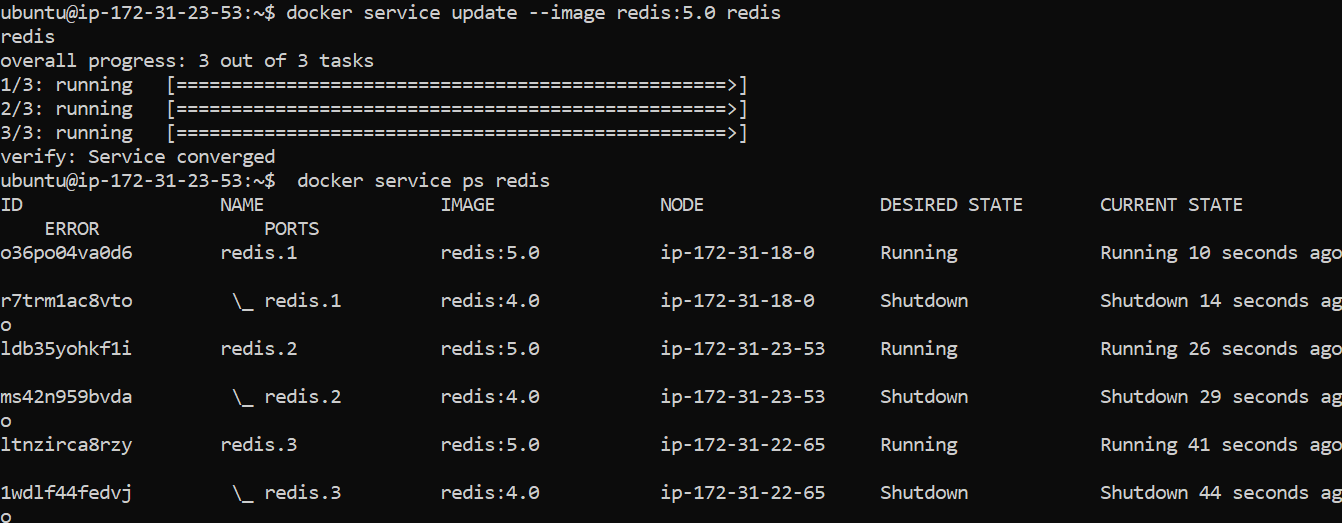 ubuntu@ip-172-31-23-53:~$ docker service update --image redis:5.0 redis
redis
overall progress: 3 out of 3 tasks
1/3: running   [==================================================>]
2/3: running   [==================================================>]
3/3: running   [==================================================>]
verify: Service converged
ubuntu@ip-172-31-23-53:~$  docker service ps redis
ID                  NAME                IMAGE               NODE                DESIRED STATE       CURRENT STATE
    ERROR               PORTS
o36po04va0d6        redis.1             redis:5.0           ip-172-31-18-0      Running             Running 10 seconds ago
r7trm1ac8vto         \_ redis.1         redis:4.0           ip-172-31-18-0      Shutdown            Shutdown 14 seconds ag
o
ldb35yohkf1i        redis.2             redis:5.0           ip-172-31-23-53     Running             Running 26 seconds ago
ms42n959bvda         \_ redis.2         redis:4.0           ip-172-31-23-53     Shutdown            Shutdown 29 seconds ag
o
ltnzirca8rzy        redis.3             redis:5.0           ip-172-31-22-65     Running             Running 41 seconds ago
1wdlf44fedvj         \_ redis.3         redis:4.0           ip-172-31-22-65     Shutdown            Shutdown 44 seconds ag
o